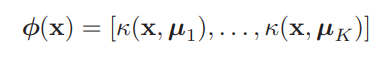 ϕ(x) = [κ(x, μ₁), . . . , κ(x, μ_K)]